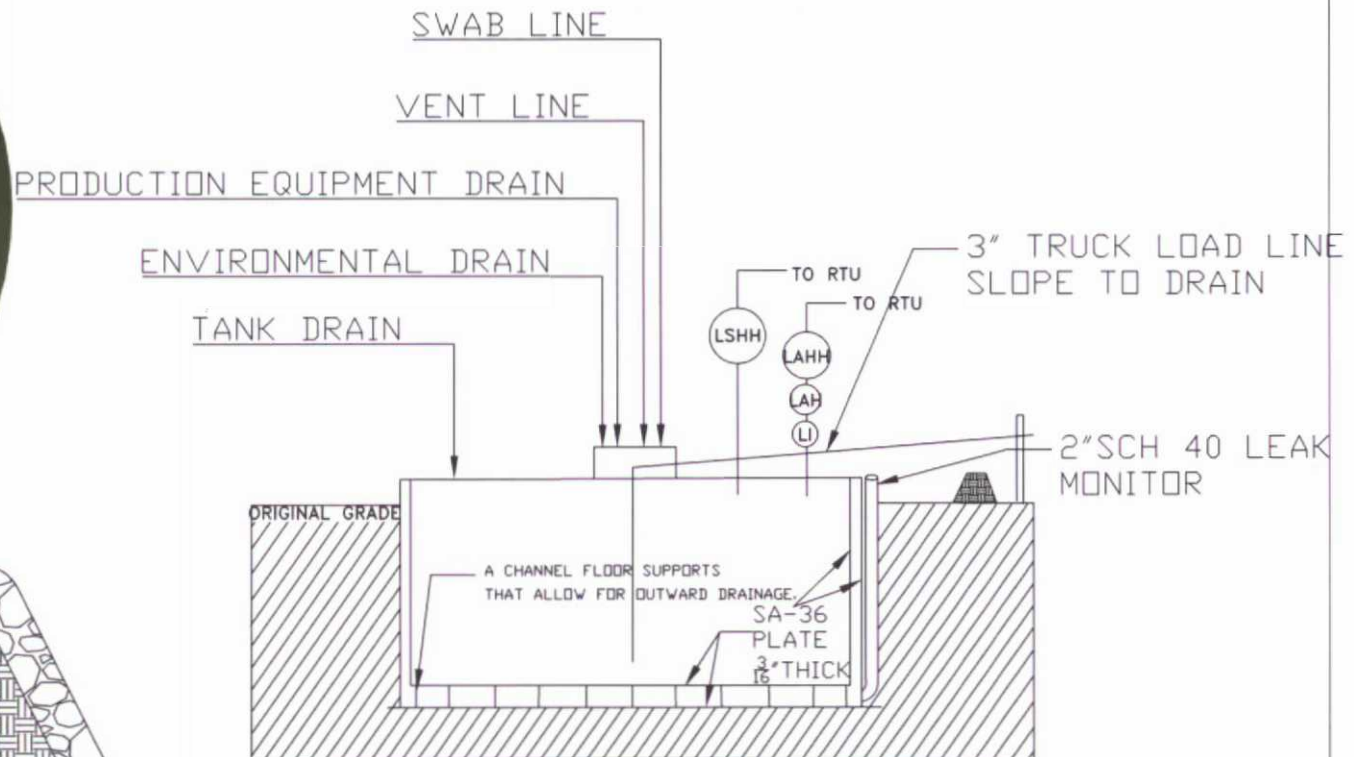 SWAB LINE
VENT LINE
PRODUCTION EQUIPMENT DRAIN
ENVIRONMENTAL DRAIN
TANK DRAIN
TO RTU
TO RTU
3" TRUCK LOAD LINE
SLOPE TO DRAIN
LSHH
LAHH
LAH
LI
2"SCH 40 LEAK
MONITOR
ORIGINAL GRADE
A CHANNEL FLOOR SUPPORTS
THAT ALLOW FOR OUTWARD DRAINAGE.
SA-36
PLATE
3/16"THICK